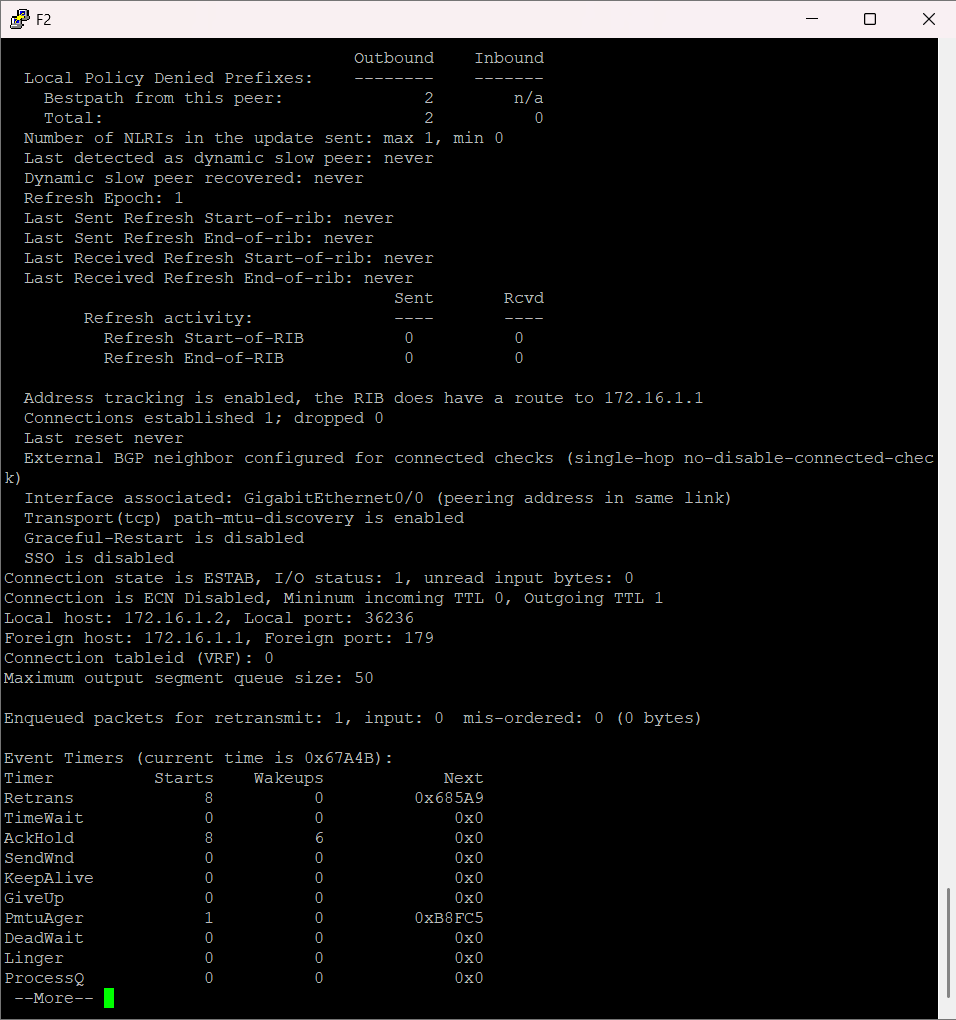 F2
                                   Outbound    Inbound
  Local Policy Denied Prefixes:    --------    -------
    Bestpath from this peer:              2        n/a
    Total:                                2          0
  Number of NLRIs in the update sent: max 1, min 0
  Last detected as dynamic slow peer: never
  Dynamic slow peer recovered: never
  Refresh Epoch: 1
  Last Sent Refresh Start-of-rib: never
  Last Sent Refresh End-of-rib: never
  Last Received Refresh Start-of-rib: never
  Last Received Refresh End-of-rib: never
                                       Sent       Rcvd
        Refresh activity:              ----       ----
          Refresh Start-of-RIB          0          0
          Refresh End-of-RIB            0          0

  Address tracking is enabled, the RIB does have a route to 172.16.1.1
  Connections established 1; dropped 0
  Last reset never
  External BGP neighbor configured for connected checks (single-hop no-disable-connected-chec
k)
  Interface associated: GigabitEthernet0/0 (peering address in same link)
  Transport(tcp) path-mtu-discovery is enabled
  Graceful-Restart is disabled
  SSO is disabled
Connection state is ESTAB, I/O status: 1, unread input bytes: 0
Connection is ECN Disabled, Mininum incoming TTL 0, Outgoing TTL 1
Local host: 172.16.1.2, Local port: 36236
Foreign host: 172.16.1.1, Foreign port: 179
Connection tableid (VRF): 0
Maximum output segment queue size: 50

Enqueued packets for retransmit: 1, input: 0  mis-ordered: 0 (0 bytes)

Event Timers (current time is 0x67A4B):
Timer          Starts    Wakeups            Next
Retrans             8          0         0x685A9
TimeWait            0          0             0x0
AckHold             8          6             0x0
SendWnd             0          0             0x0
KeepAlive           0          0             0x0
GiveUp              0          0             0x0
PmtuAger            1          0         0xB8FC5
DeadWait            0          0             0x0
Linger              0          0             0x0
ProcessQ            0          0             0x0
 --More--